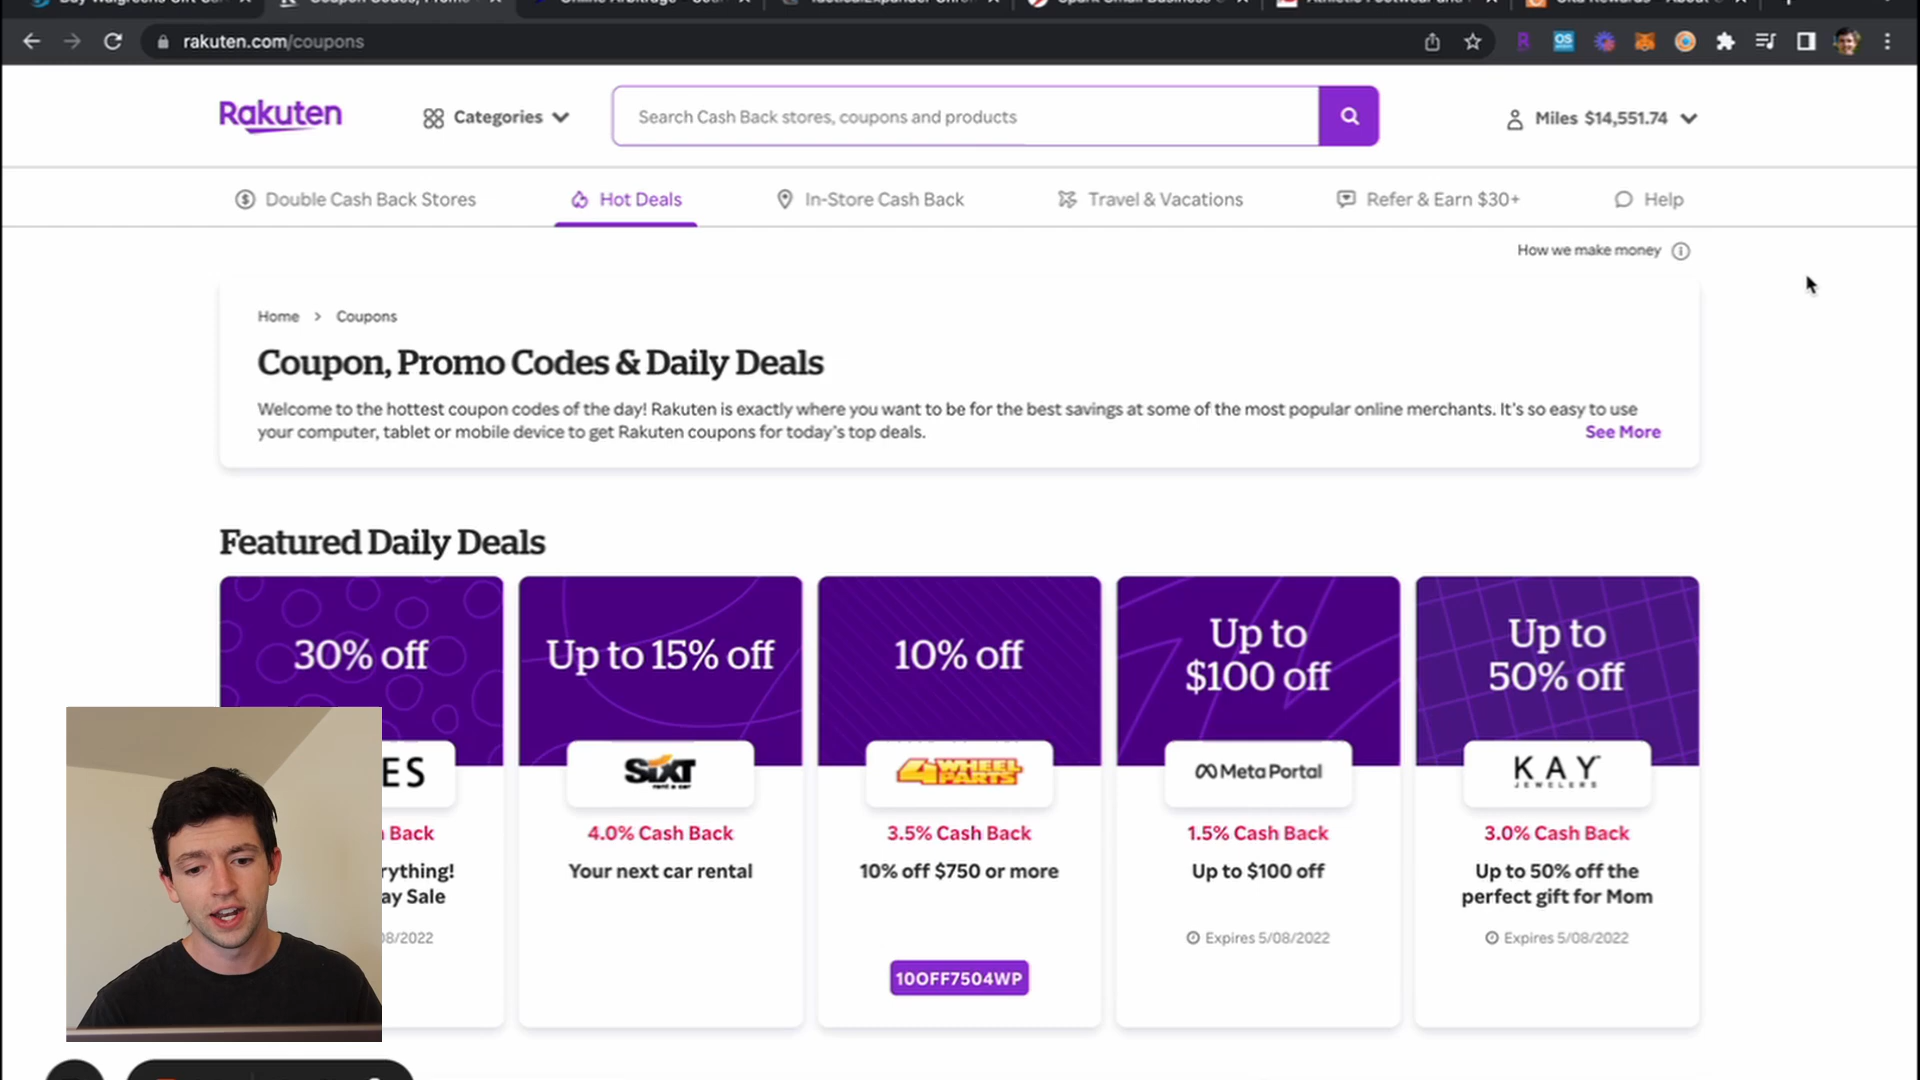 rakuten.com/coupons
Rakuten
Categories
Search Cash Back stores, coupons and products
Miles $14,551.74
Double Cash Back Stores
Hot Deals
In-Store Cash Back
Travel & Vacations
Refer & Earn $30+
Help
How we make money
Home > Coupons
Coupon, Promo Codes & Daily Deals
Welcome to the hottest coupon codes of the day! Rakuten is exactly where you want to be for the best savings at some of the most popular online merchants. It's so easy to use
your computer, tablet or mobile device to get Rakuten coupons for today's top deals.
See More
Featured Daily Deals
30% off
ES
Back
rything!
ay Sale
08/2022
Up to 15% off
SIXT
rent a car
4.0% Cash Back
Your next car rental
10% off
4 WHEEL
PARTS
3.5% Cash Back
10% off $750 or more
10OFF7504WP
Up to
$100 off
Meta Portal
1.5% Cash Back
Up to $100 off
Expires 5/08/2022
Up to
50% off
KAY
JEWELERS
3.0% Cash Back
Up to 50% off the
perfect gift for Mom
Expires 5/08/2022